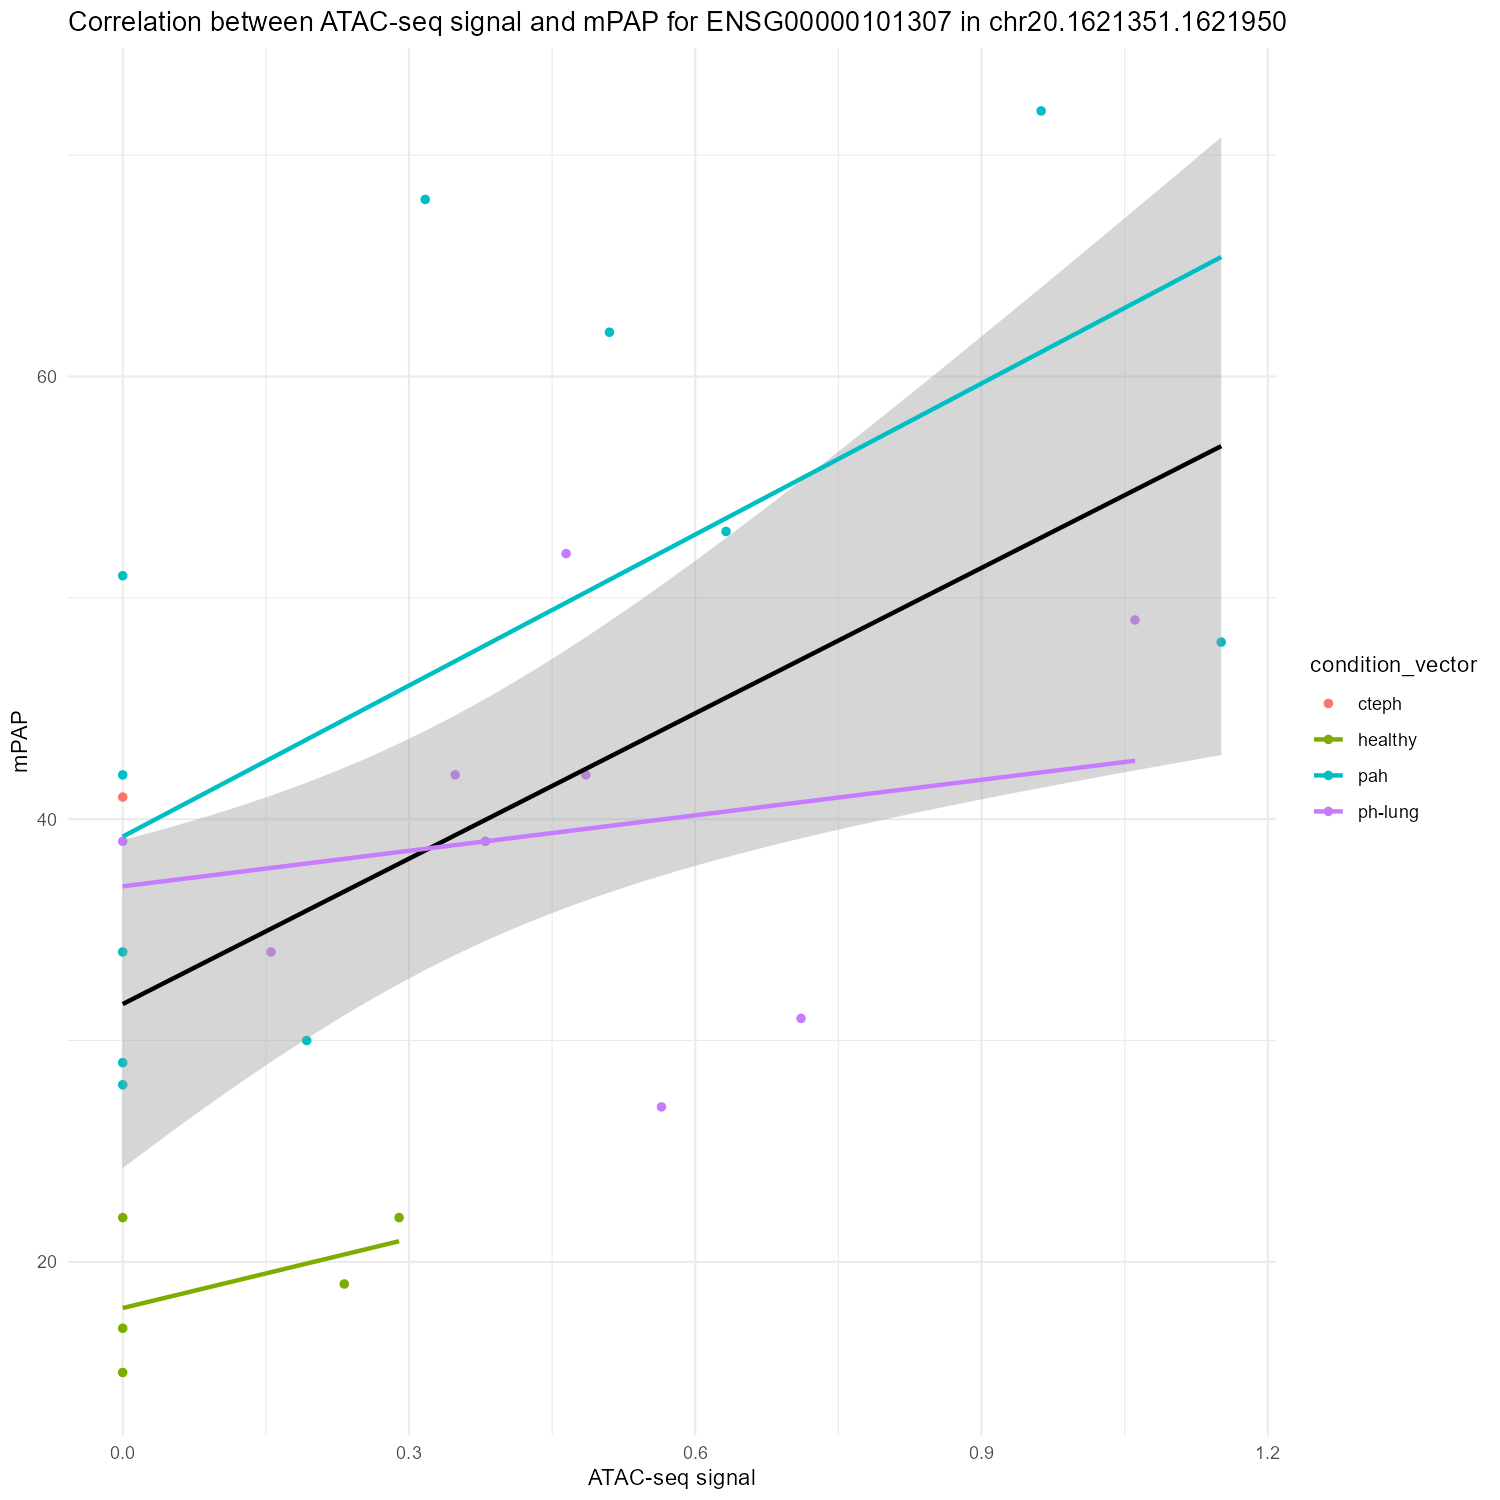 Correlation between ATAC-seq signal and mPAP for ENSG00000101307 in chr20.1621351.1621950
mPAP
60
40
20
0.0
0.3
0.6
0.9
1.2
ATAC-seq signal
condition_vector
cteph
healthy
pah
ph-lung